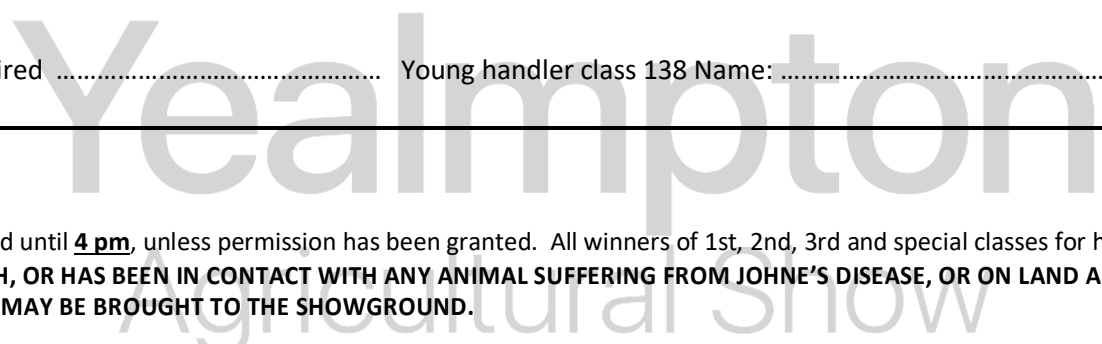 Yealmpton
ired ………………………………………… Young handler class 138 Name: …………………………………………
d until 4 pm, unless permission has been granted. All winners of 1st, 2nd, 3rd and special classes for h
H, OR HAS BEEN IN CONTACT WITH ANY ANIMAL SUFFERING FROM JOHNE’S DISEASE, OR ON LAND A
MAY BE BROUGHT TO THE SHOWGROUND.
Agricultural Show